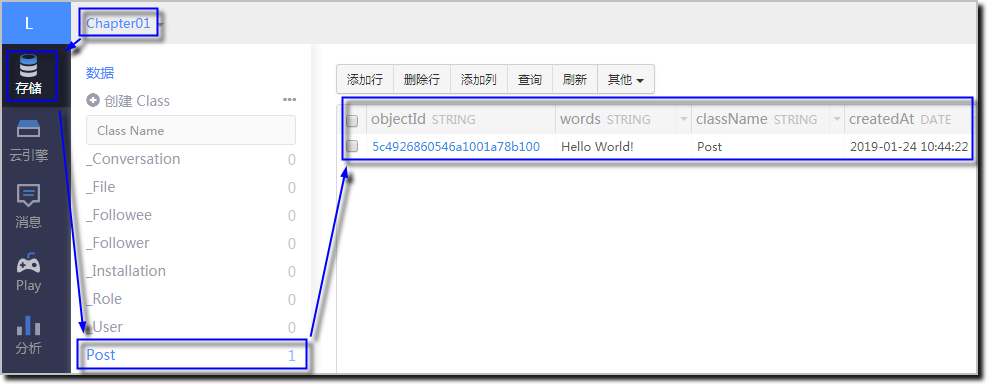 L
Chapter01
存储
云引擎
消息
Play
分析
数据
创建 Class
Class Name
_Conversation 0
_File 0
_Followee 0
_Follower 0
_Installation 0
_Role 0
_User 0
Post 1
添加行 删除行 添加列 查询 刷新 其他
objectId STRING words STRING className STRING createdAt DATE
5c4926860546a1001a78b100 Hello World! Post 2019-01-24 10:44:22